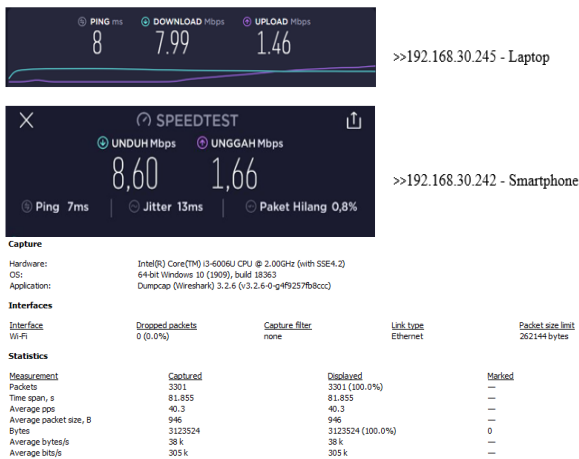 PING ms DOWNLOAD Mbps UPLOAD Mbps
8 7.99 1.46
>>192.168.30.245 - Laptop
SPEEDTEST
UNDUH Mbps UNGGAH Mbps
8,60 1,66
>>192.168.30.242 - Smartphone
Ping 7ms Jitter 13ms Paket Hilang 0,8%
Capture
Hardware: Intel(R) Core(TM) i3-6006U CPU @ 2.00GHz (with SSE4.2)
OS: 64-bit Windows 10 (1909), build 18363
Application: Dumpcap (Wireshark) 3.2.6 (v3.2.6-0-g4f9257fb8ccc)
Interfaces
Interface Dropped packets Capture filter Link type Packet size limit
Wi-Fi 0 (0.0%) none Ethernet 262144 bytes
Statistics
Measurement Captured Displayed Marked
Packets 3301 3301 (100.0%) —
Time span, s 81.855 81.855 —
Average pps 40.3 40.3 —
Average packet size, B 946 946 —
Bytes 3123524 3123524 (100.0%) 0
Average bytes/s 38 k 38 k —
Average bits/s 305 k 305 k —